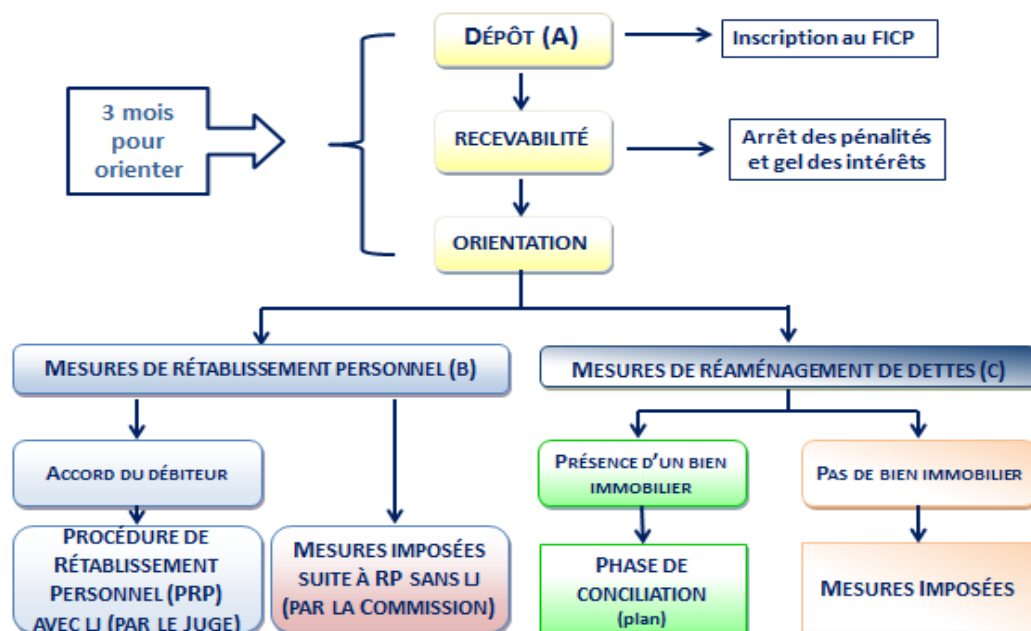 DÉPÔT (A)
Inscription au FICP
3 mois
pour
orienter
RECEVABILITÉ
Arrêt des pénalités
et gel des intérêts
ORIENTATION
MESURES DE RÉTABLISSEMENT PERSONNEL (B)
MESURES DE RÉAMÉNAGEMENT DE DETTES (C)
ACCORD DU DÉBITEUR
PRÉSENCE D'UN BIEN
IMMOBILIER
PAS DE BIEN IMMOBILIER
PROCÉDURE DE
RÉTABLISSEMENT
PERSONNEL (PRP)
AVEC LJ (PAR LE JUGE)
MESURES IMPOSÉES
SUITE À RP SANS LJ
(PAR LA COMMISSION)
PHASE DE
CONCILIATION
(plan)
MESURES IMPOSÉES